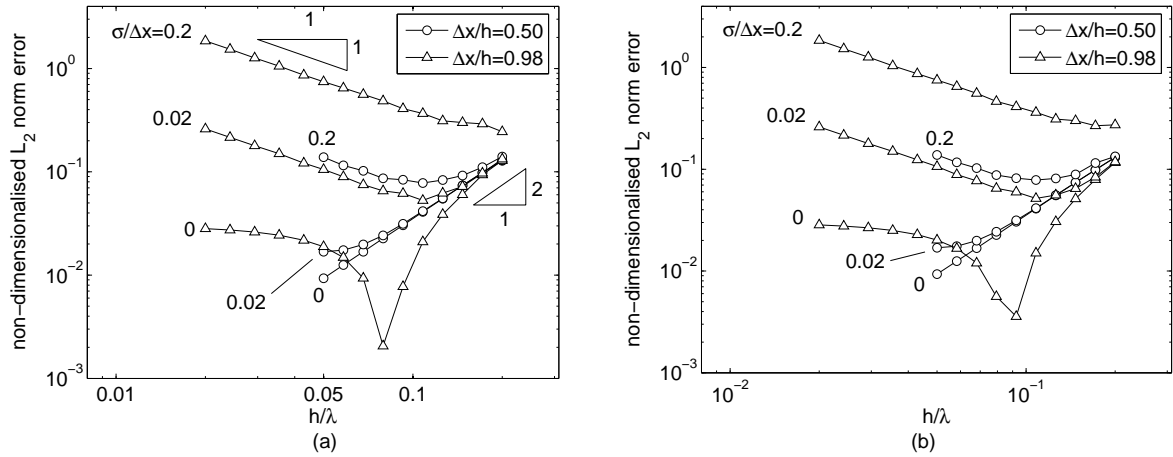 σ/Δx=0.2
1
1
Δx/h=0.50
Δx/h=0.98
10^0
0.02
0.2
10^-1
2
1
0
10^-2
0.02
0
10^-3
0.01
0.05
0.1
non-dimensionalised L_2 norm error
h/λ
(a)
σ/Δx=0.2
Δx/h=0.50
Δx/h=0.98
10^0
0.02
0.2
10^-1
0
10^-2
0.02
0
10^-3
10^-2
10^-1
non-dimensionalised L_2 norm error
h/λ
(b)